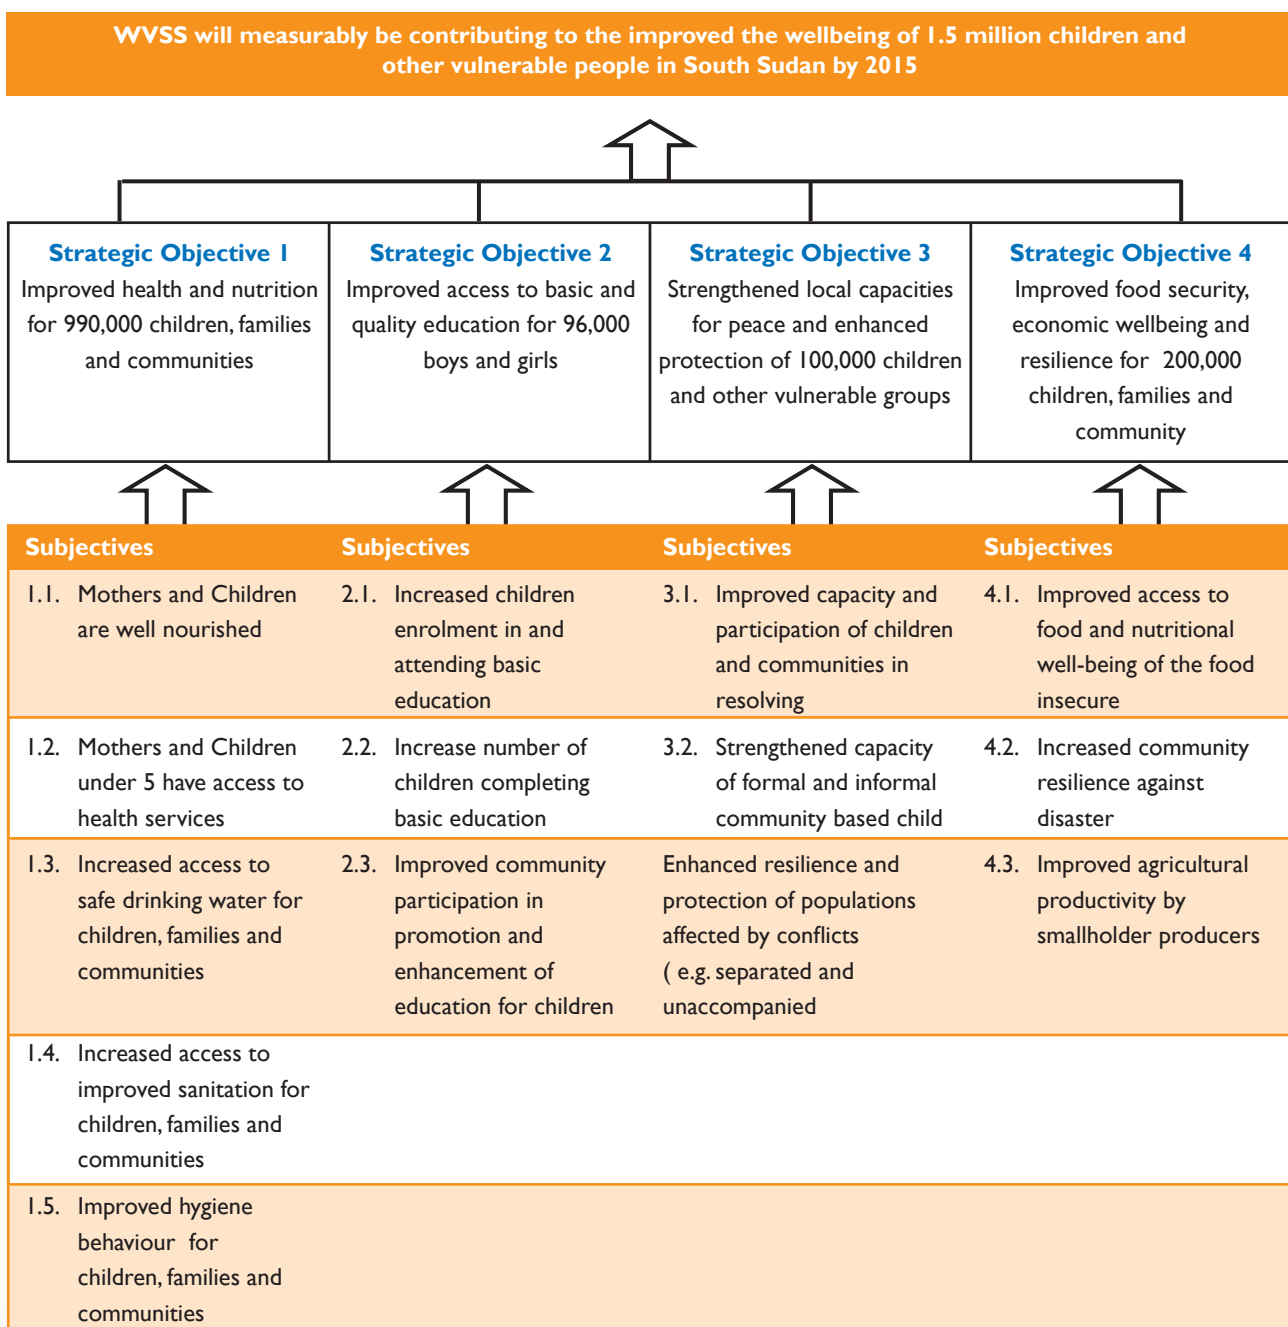 WVSS will measurably be contributing to the improved the wellbeing of 1.5 million children and
other vulnerable people in South Sudan by 2015
Strategic Objective 1
Improved health and nutrition
for 990,000 children, families
and communities
Strategic Objective 2
Improved access to basic and
quality education for 96,000
boys and girls
Strategic Objective 3
Strengthened local capacities
for peace and enhanced
protection of 100,000 children
and other vulnerable groups
Strategic Objective 4
Improved food security,
economic wellbeing and
resilience for 200,000
children, families and
community
Subjectives
Subjectives
Subjectives
Subjectives
1.1. Mothers and Children
are well nourished
2.1. Increased children
enrolment in and
attending basic
education
3.1. Improved capacity and
participation of children
and communities in
resolving
4.1. Improved access to
food and nutritional
well-being of the food
insecure
1.2. Mothers and Children
under 5 have access to
health services
2.2. Increase number of
children completing
basic education
3.2. Strengthened capacity
of formal and informal
community based child
4.2. Increased community
resilience against
disaster
1.3. Increased access to
safe drinking water for
children, families and
communities
2.3. Improved community
participation in
promotion and
enhancement of
education for children
Enhanced resilience and
protection of populations
affected by conflicts
( e.g. separated and
unaccompanied
4.3. Improved agricultural
productivity by
smallholder producers
1.4. Increased access to
improved sanitation for
children, families and
communities
1.5. Improved hygiene
behaviour for
children, families and
communities